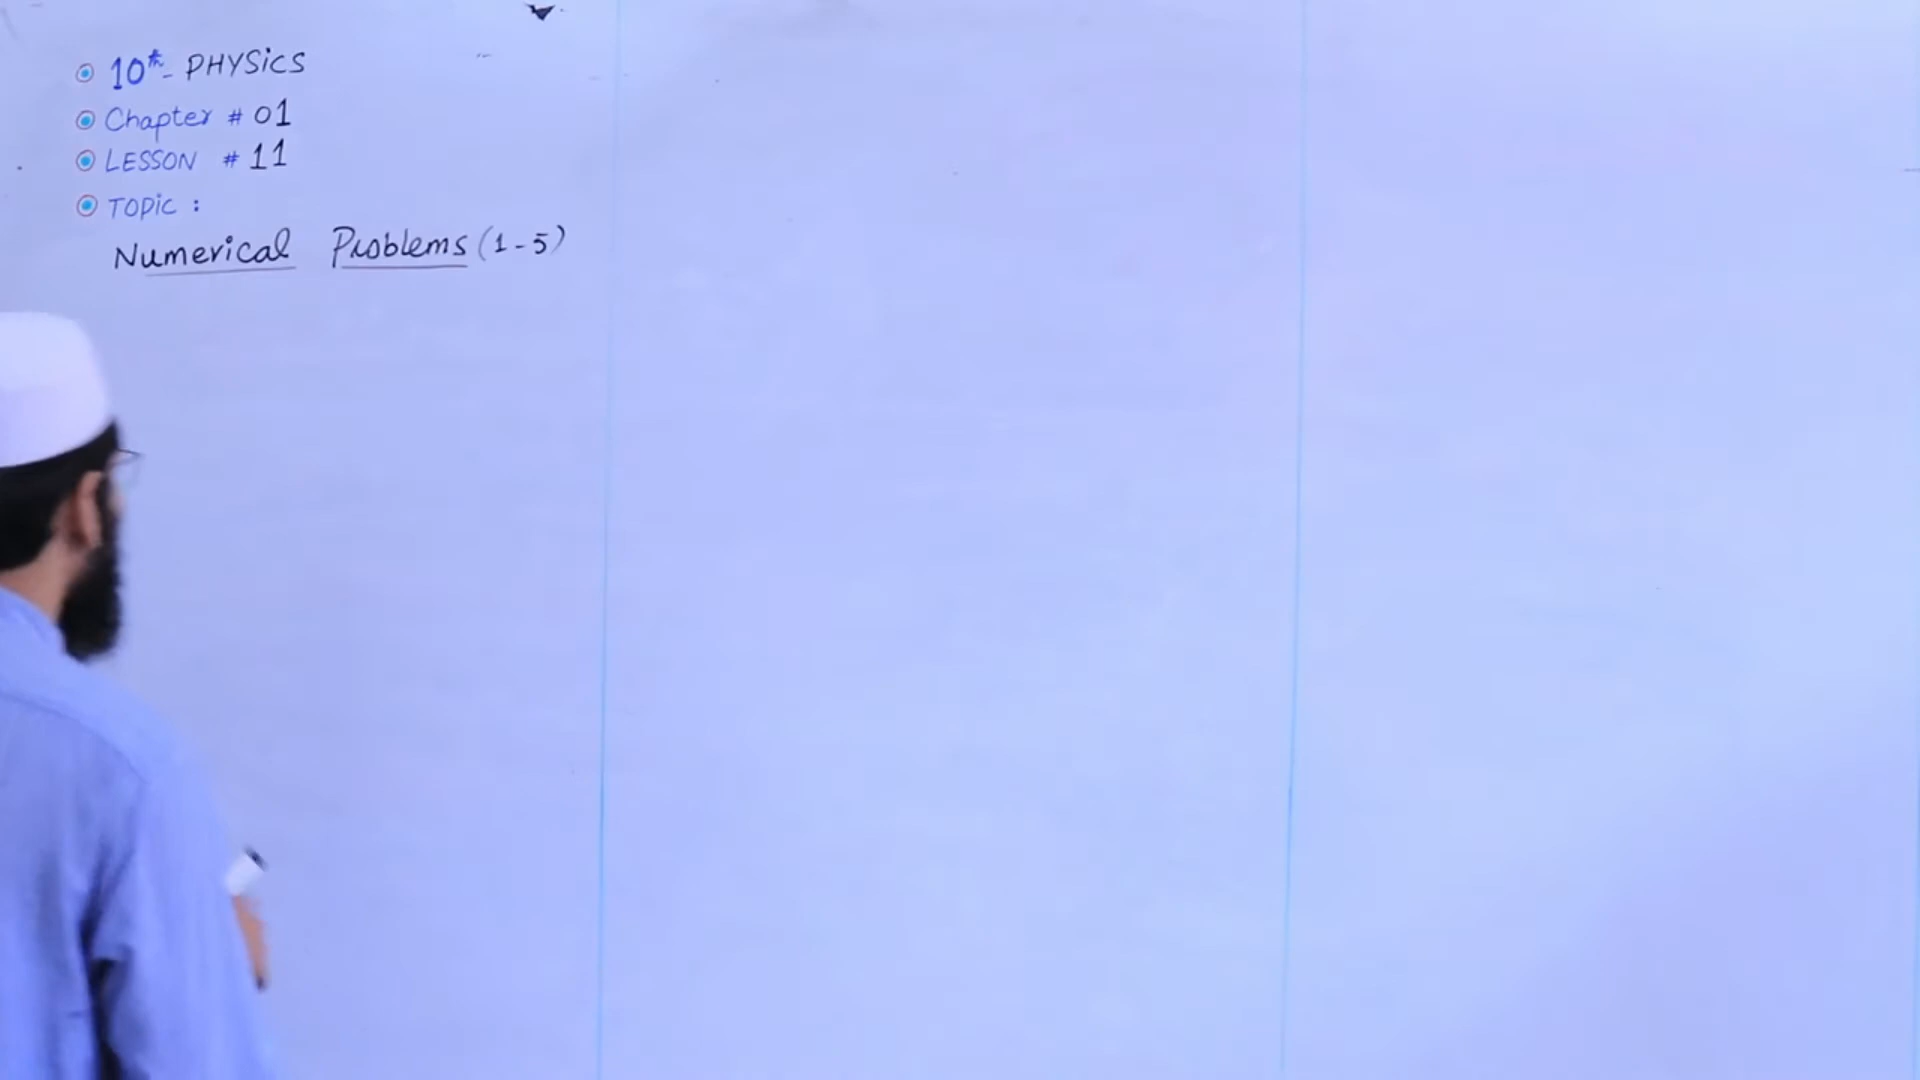 10th - PHYSiCS
Chapter # 01
LESSON # 11
TOPiC :
Numerical Problems (1-5)